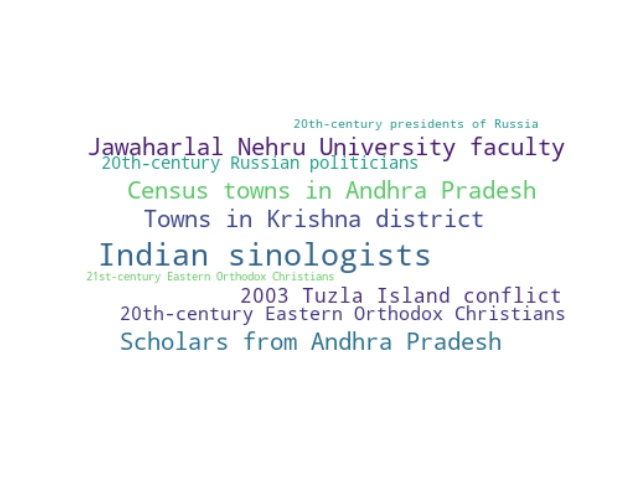 20th-century presidents of Russia
Jawaharlal Nehru University faculty
20th-century Russian politicians
Census towns in Andhra Pradesh
Towns in Krishna district
Indian sinologists
21st-century Eastern Orthodox Christians
2003 Tuzla Island conflict
20th-century Eastern Orthodox Christians
Scholars from Andhra Pradesh